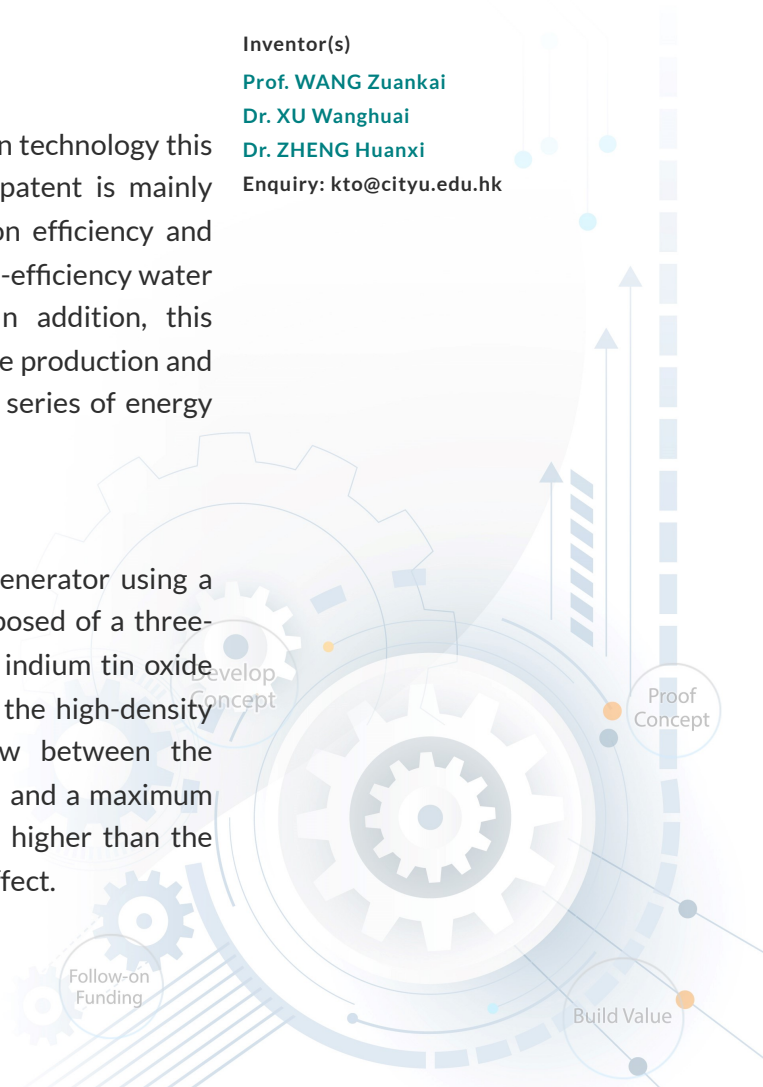 Inventor(s)
Prof. WANG Zuankai
Dr. XU Wanghuai
Dr. ZHENG Huanxi
Enquiry: kto@cityu.edu.hk
n technology this
patent is mainly
on efficiency and
-efficiency water
n addition, this
e production and
series of energy
enerator using a
posed of a three-
indium tin oxide
the high-density
w between the
and a maximum
higher than the
ffect.
Develop
Concept
Proof
Concept
Follow-on
Funding
Build Value